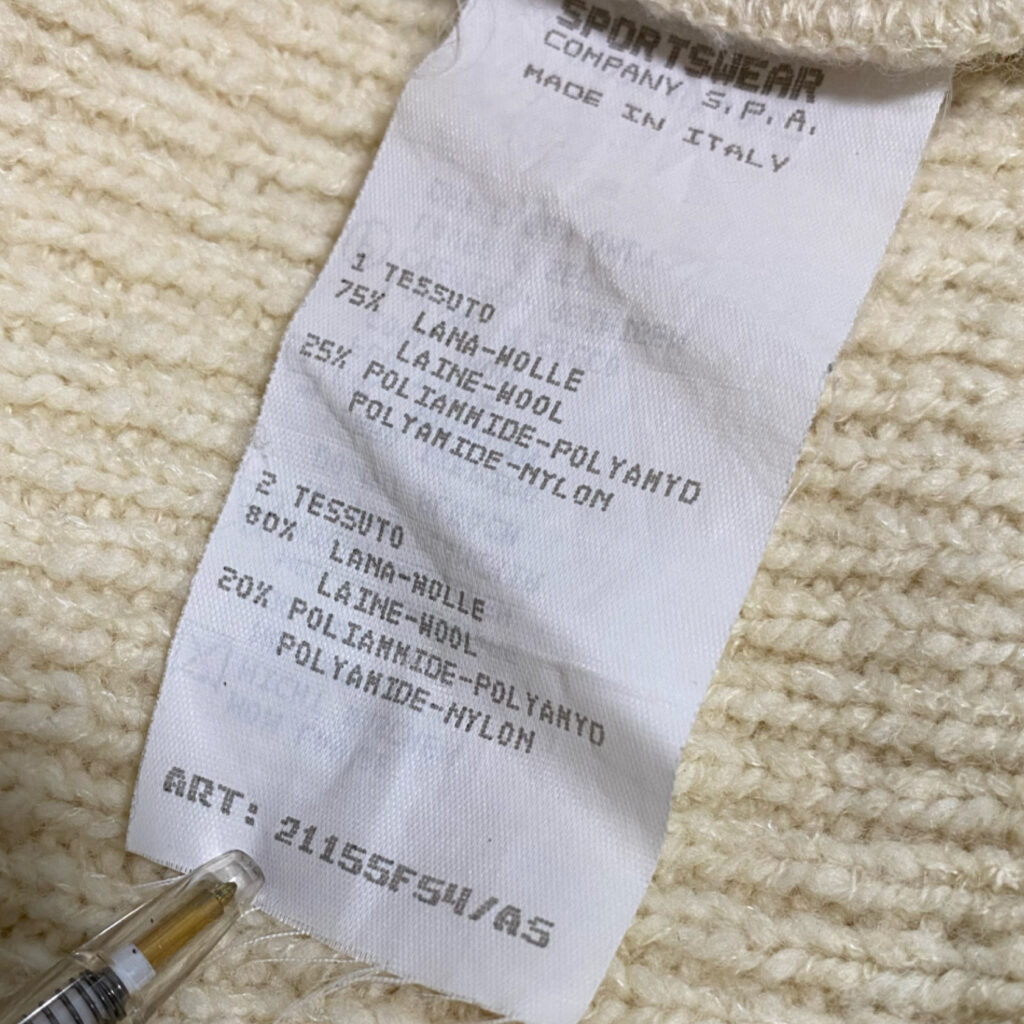 SPORTSWEAR
COMPANY S.P.A.
MADE IN ITALY
1 TESSUTO
75% LANA-WOLLE
LAINE-WOOL
25% POLIAMMIDE-POLYAMYD
POLYAMIDE-NYLON
2 TESSUTO
80% LANA-WOLLE
LAINE-WOOL
20% POLIAMMIDE-POLYAMYD
POLYAMIDE-NYLON
ART: 21155F54/A5